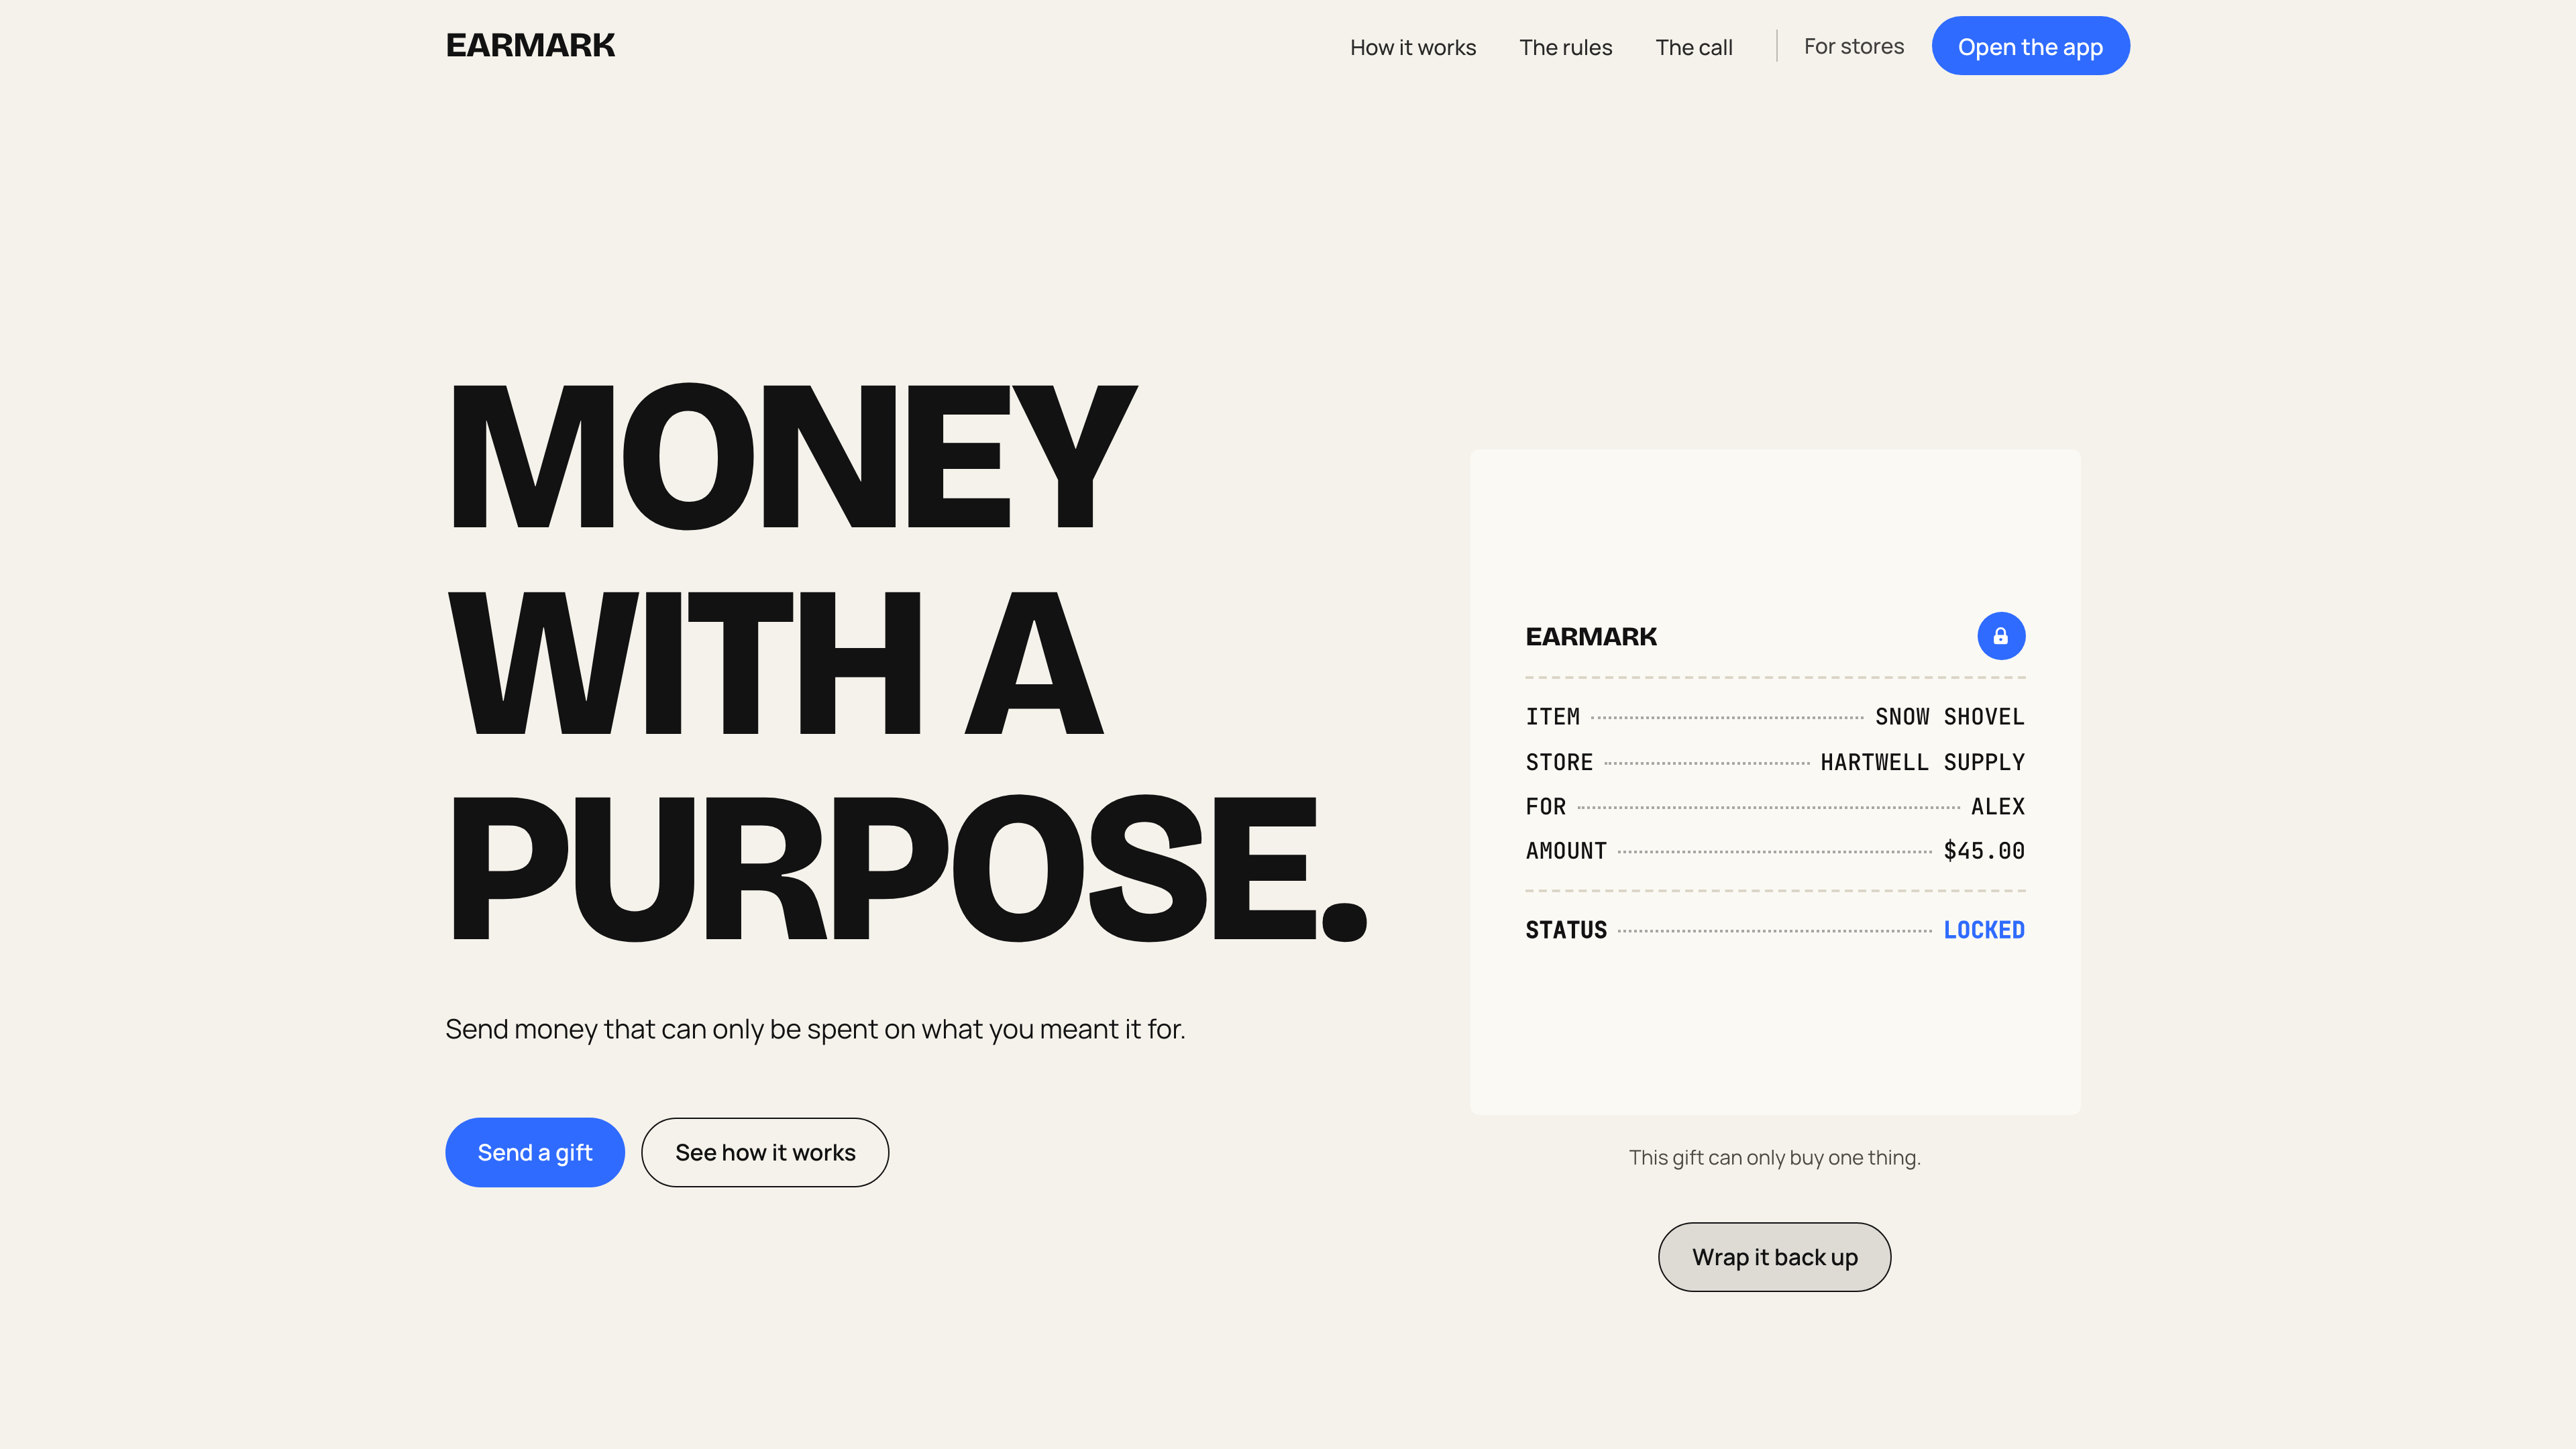 EARMARK
How it works
The rules
The call
For stores
Open the app
MONEY
WITH A
PURPOSE.
Send money that can only be spent on what you meant it for.
Send a gift
See how it works
EARMARK
ITEM SNOW SHOVEL
STORE HARTWELL SUPPLY
FOR ALEX
AMOUNT $45.00
STATUS LOCKED
This gift can only buy one thing.
Wrap it back up